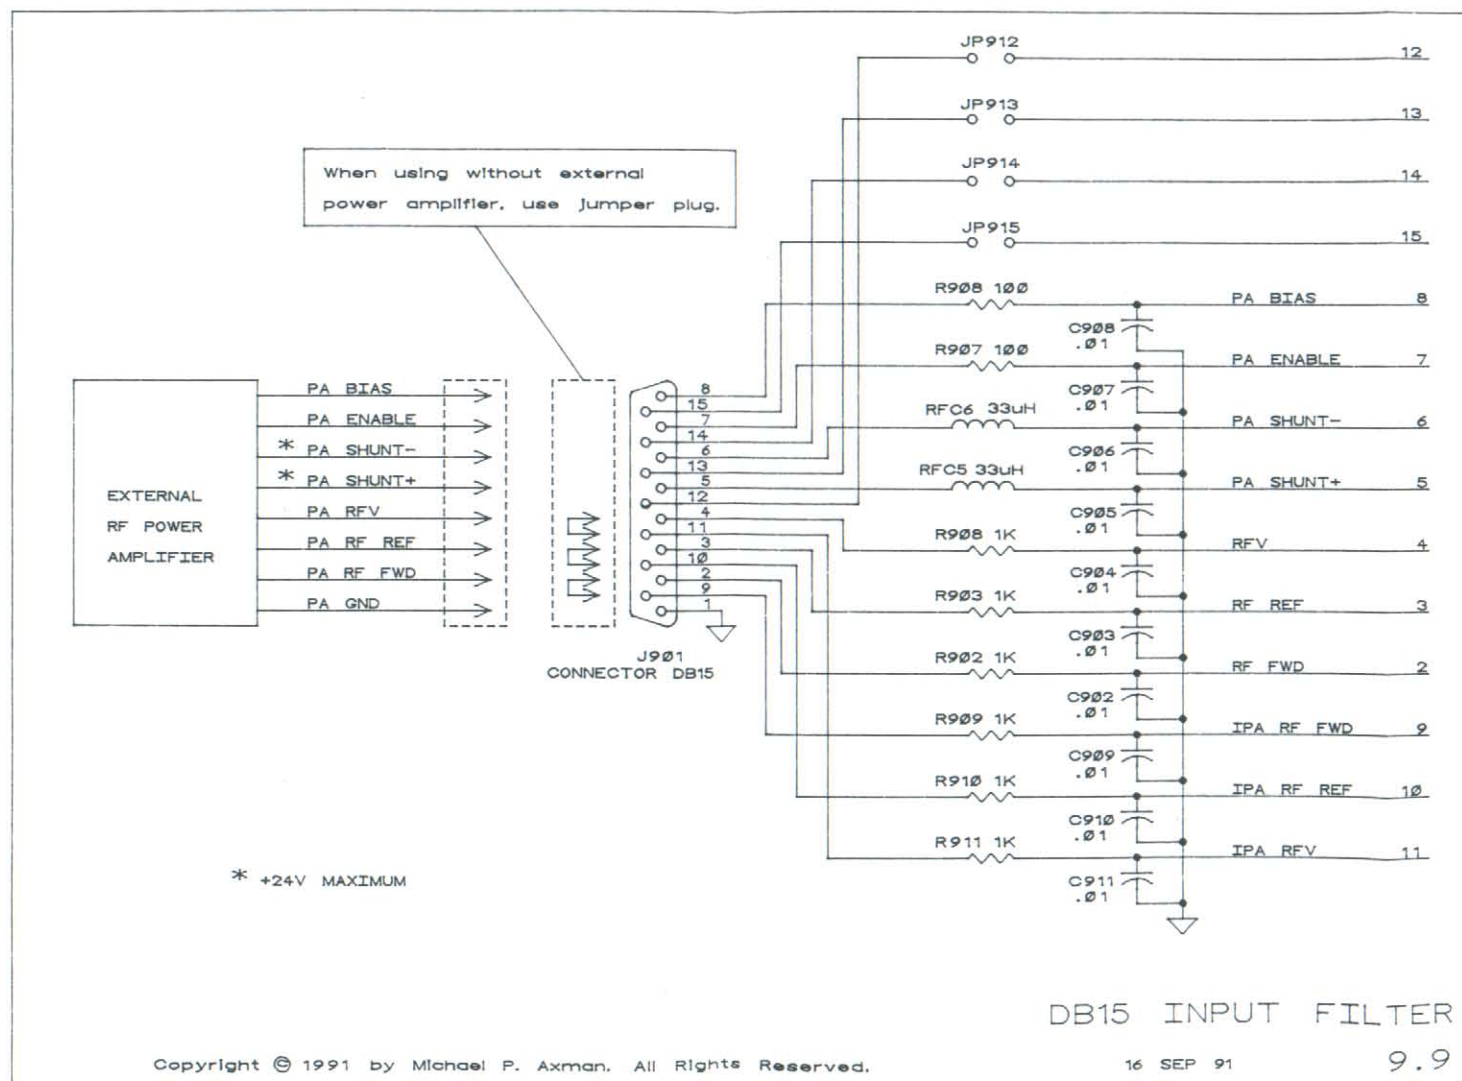 JP912
12
JP913
13
When using without external
power amplifier, use jumper plug.
JP914
14
JP915
15
R908 100
PA BIAS 8
C908
.01
R907 100
PA ENABLE 7
C907
.01
RFC6 33uH
PA SHUNT- 6
C906
.01
RFC5 33uH
PA SHUNT+ 5
C905
.01
R908 1K
RFV 4
C904
.01
R903 1K
RF REF 3
C903
.01
R902 1K
RF FWD 2
C902
.01
R909 1K
IPA RF FWD 9
C909
.01
R910 1K
IPA RF REF 10
C910
.01
R911 1K
IPA RFV 11
C911
.01
EXTERNAL
RF POWER
AMPLIFIER
PA BIAS
PA ENABLE
* PA SHUNT-
* PA SHUNT+
PA RFV
PA RF REF
PA RF FWD
PA GND
8
15
7
14
6
13
5
12
4
11
3
10
2
9
1
J901
CONNECTOR DB15
* +24V MAXIMUM
DB15 INPUT FILTER
Copyright © 1991 by Michael P. Axman. All Rights Reserved.
16 SEP 91
9.9